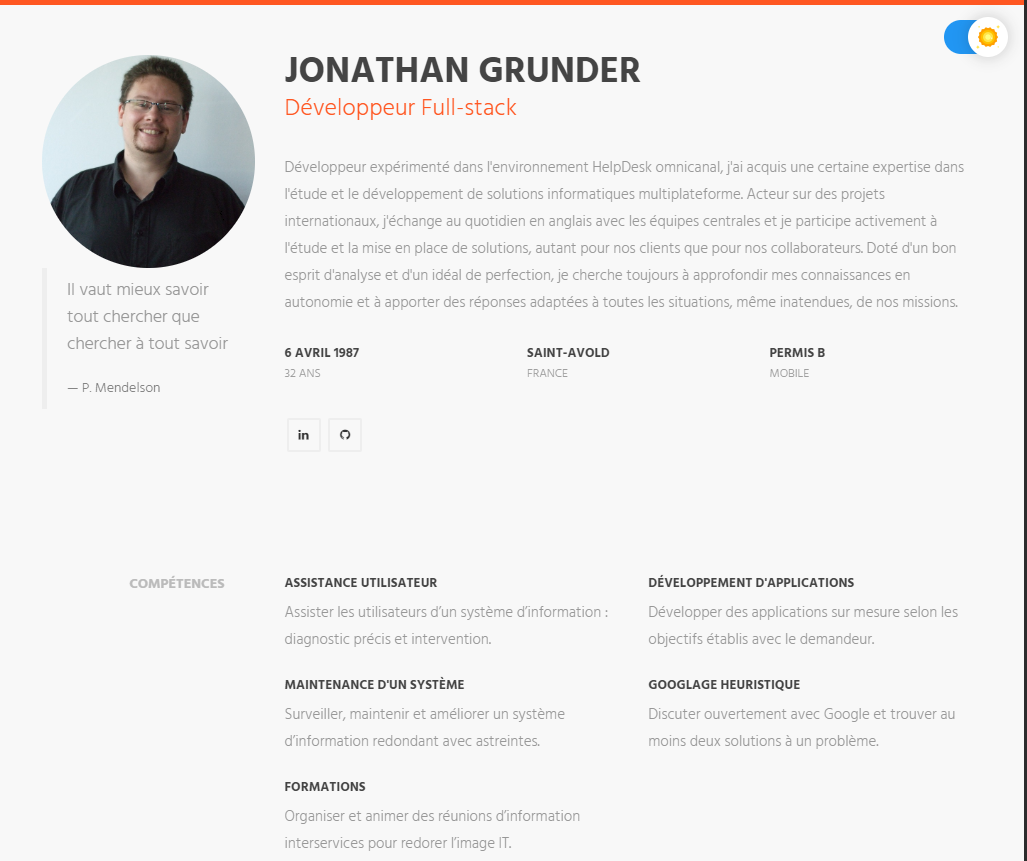 JONATHAN GRUNDER
Développeur Full-stack
Développeur expérimenté dans l'environnement HelpDesk omnicanal, j'ai acquis une certaine expertise dans
l'étude et le développement de solutions informatiques multiplateforme. Acteur sur des projets
internationaux, j'échange au quotidien en anglais avec les équipes centrales et je participe activement à
l'étude et la mise en place de solutions, autant pour nos clients que pour nos collaborateurs. Doté d'un bon
esprit d'analyse et d'un idéal de perfection, je cherche toujours à approfondir mes connaissances en
autonomie et à apporter des réponses adaptées à toutes les situations, même inatendues, de nos missions.
Il vaut mieux savoir
tout chercher que
chercher à tout savoir
— P. Mendelson
6 AVRIL 1987
32 ANS
SAINT-AVOLD
FRANCE
PERMIS B
MOBILE
in
COMPÉTENCES
ASSISTANCE UTILISATEUR
Assister les utilisateurs d’un système d’information :
diagnostic précis et intervention.
DÉVELOPPEMENT D'APPLICATIONS
Développer des applications sur mesure selon les
objectifs établis avec le demandeur.
MAINTENANCE D'UN SYSTÈME
Surveiller, maintenir et améliorer un système
d’information redondant avec astreintes.
GOOGLAGE HEURISTIQUE
Discuter ouvertement avec Google et trouver au
moins deux solutions à un problème.
FORMATIONS
Organiser et animer des réunions d’information
interservices pour redorer l’image IT.